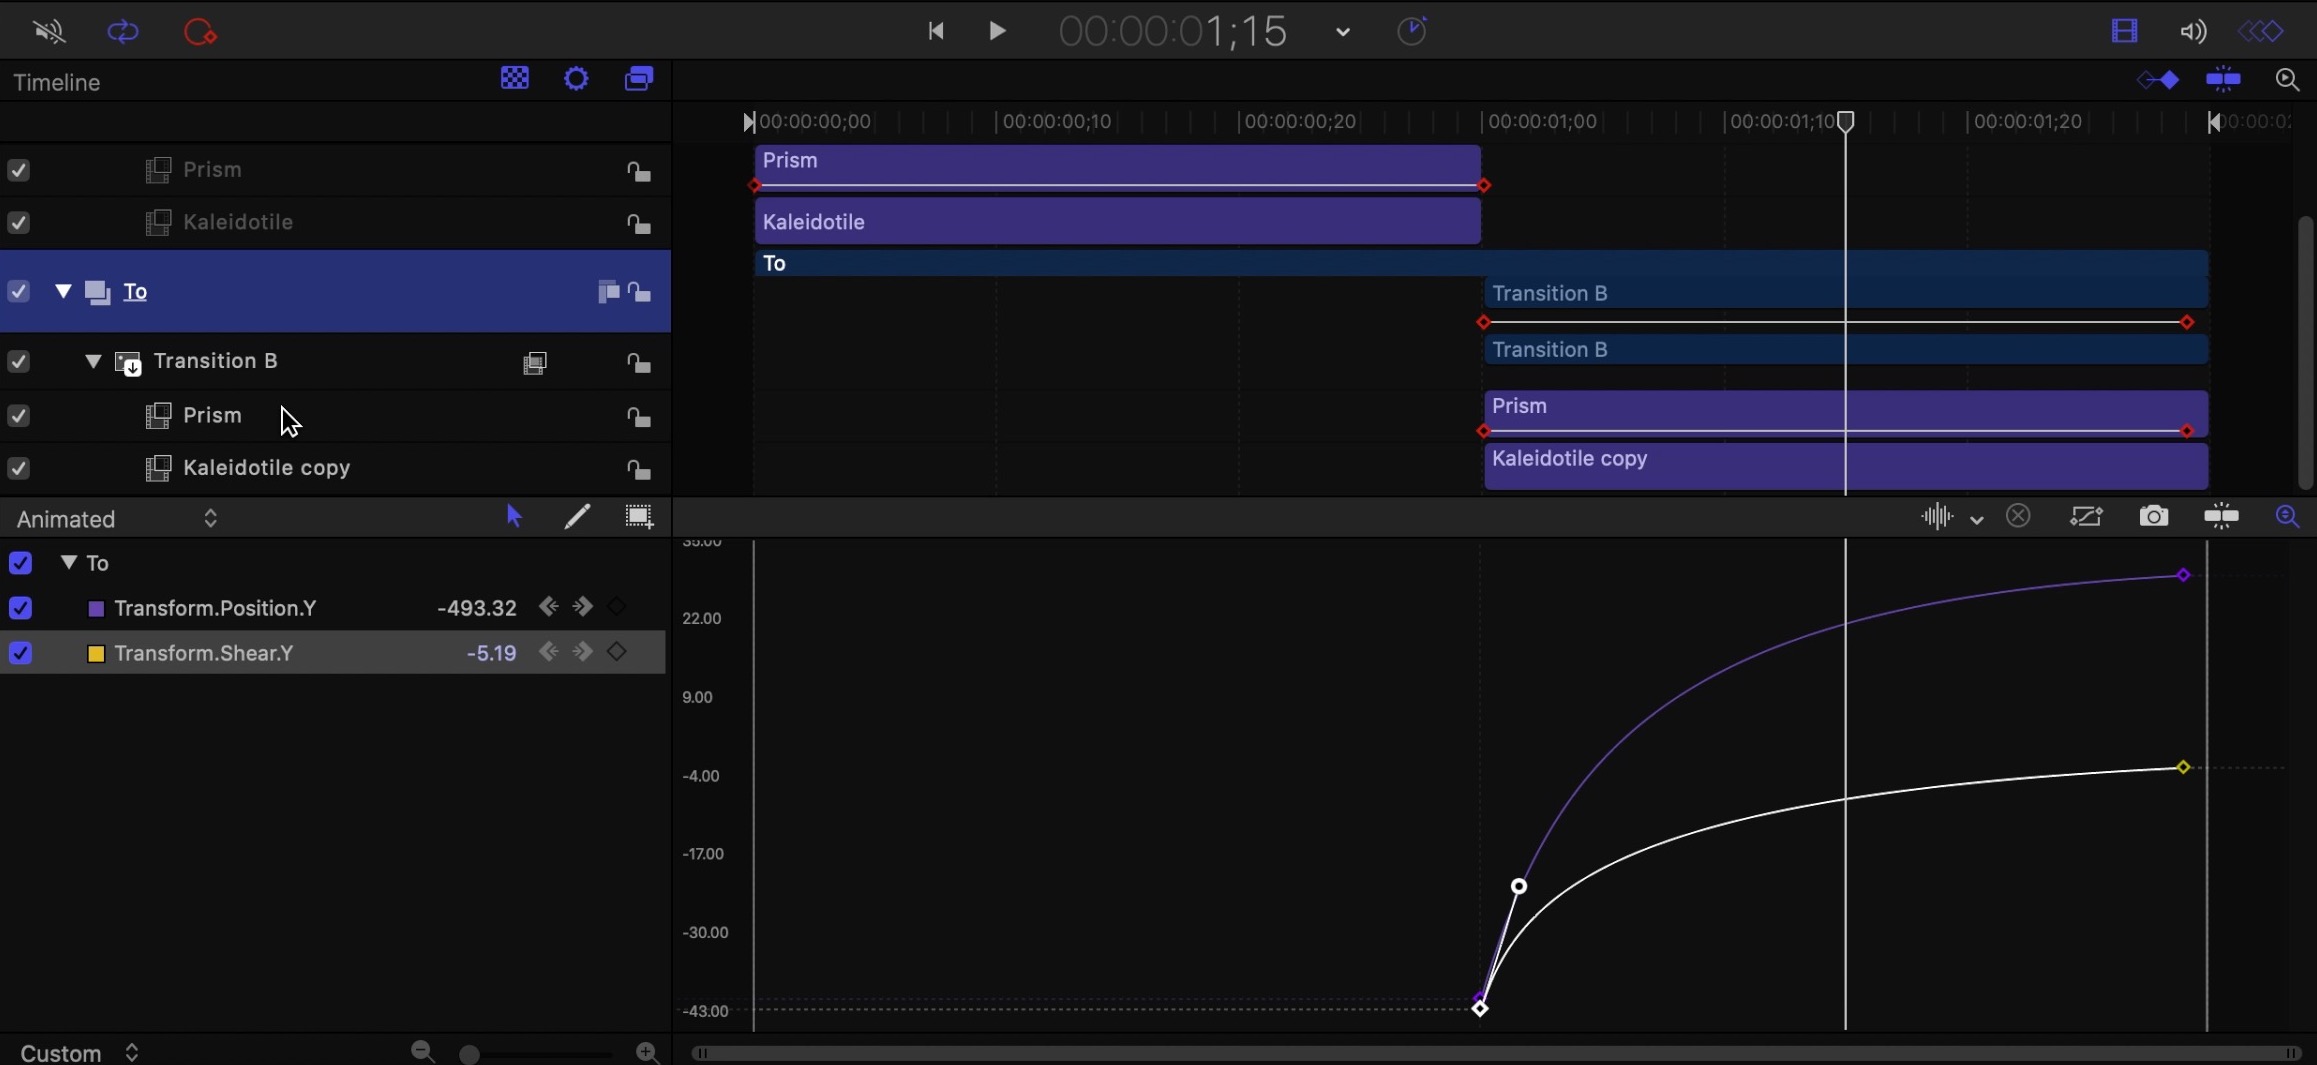 00:00:00:01;15
Timeline
00:00:00;00 00:00:00;10 00:00:00;20 00:00:01;00 00:00:01;10 00:00:01;20
Prism Prism
Kaleidotile Kaleidotile
To To
Transition B
Transition B Transition B
Prism Prism
Kaleidotile copy Kaleidotile copy
Animated
35.00
To
Transform.Position.Y -493.32 22.00
Transform.Shear.Y -5.19
9.00
-4.00
-17.00
-30.00
-43.00
Custom